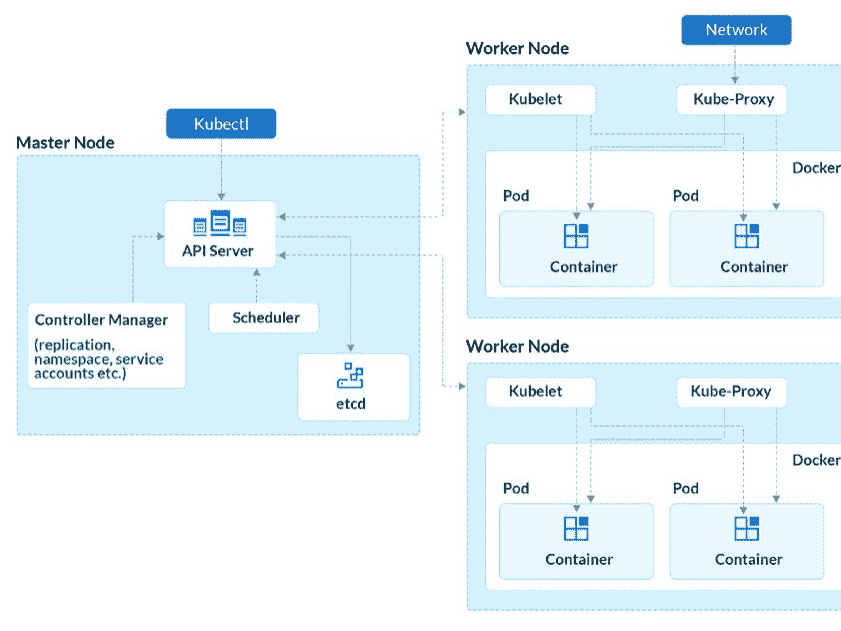 Network
Worker Node
Kubelet
Kube-Proxy
Kubectl
Master Node
Docker
Pod
Pod
API Server
Container
Container
Controller Manager
(replication,
namespace, service
accounts etc.)
Scheduler
etcd
Worker Node
Kubelet
Kube-Proxy
Docker
Pod
Pod
Container
Container